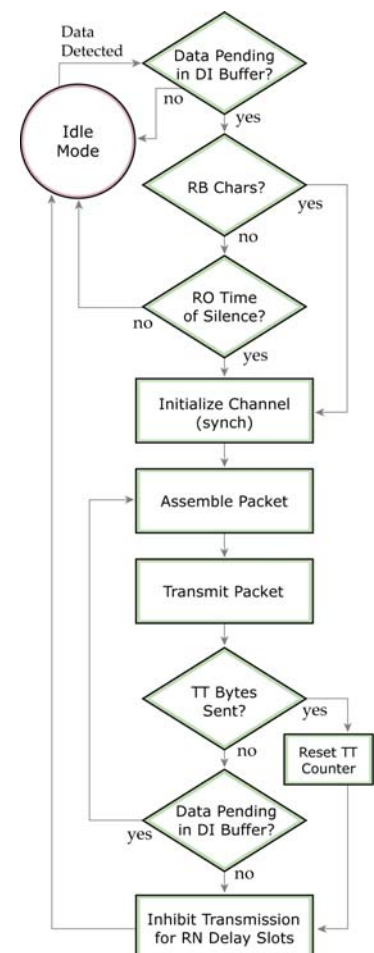 Data
Detected
Data Pending
in DI Buffer?
no
yes
Idle
Mode
RB Chars?
yes
no
RO Time
of Silence?
no
yes
Initialize Channel
(synch)
Assemble Packet
Transmit Packet
TT Bytes
Sent?
yes
no
Reset TT
Counter
Data Pending
in DI Buffer?
yes
no
Inhibit Transmission
for RN Delay Slots